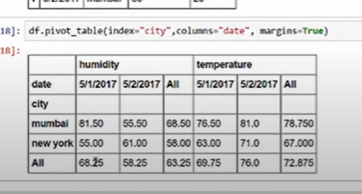 18]: df.pivot_table(index="city",columns="date", margins=True)
18]:
humidity temperature
date 5/1/2017 5/2/2017 All 5/1/2017 5/2/2017 All
city
mumbai 81.50 55.50 68.50 76.50 81.0 78.750
new york 55.00 61.00 58.00 63.00 71.0 67.000
All 68.25 58.25 63.25 69.75 76.0 72.875